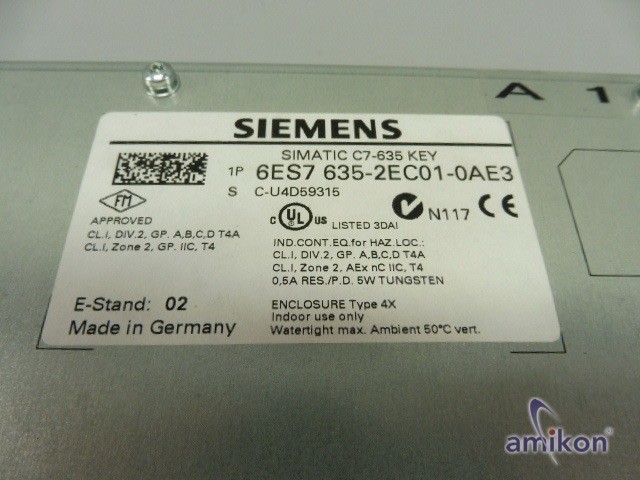 A 1
SIEMENS
SIMATIC C7-635 KEY
1P 6ES7 635-2EC01-0AE3
S C-U4D59315
FM
APPROVED
CL.I, DIV.2, GP. A,B,C,D T4A
CL.I, Zone 2, GP. IIC, T4
c UL US LISTED 3DAI
N117 CE
IND.CONT.EQ.for HAZ.LOC.:
CL.I, DIV.2, GP. A,B,C,D T4A
CL.I, Zone 2, AEx nC IIC, T4
0,5A RES./P.D. 5W TUNGSTEN
E-Stand: 02
Made in Germany
ENCLOSURE Type 4X
Indoor use only
Watertight max. Ambient 50°C vert.
amikon